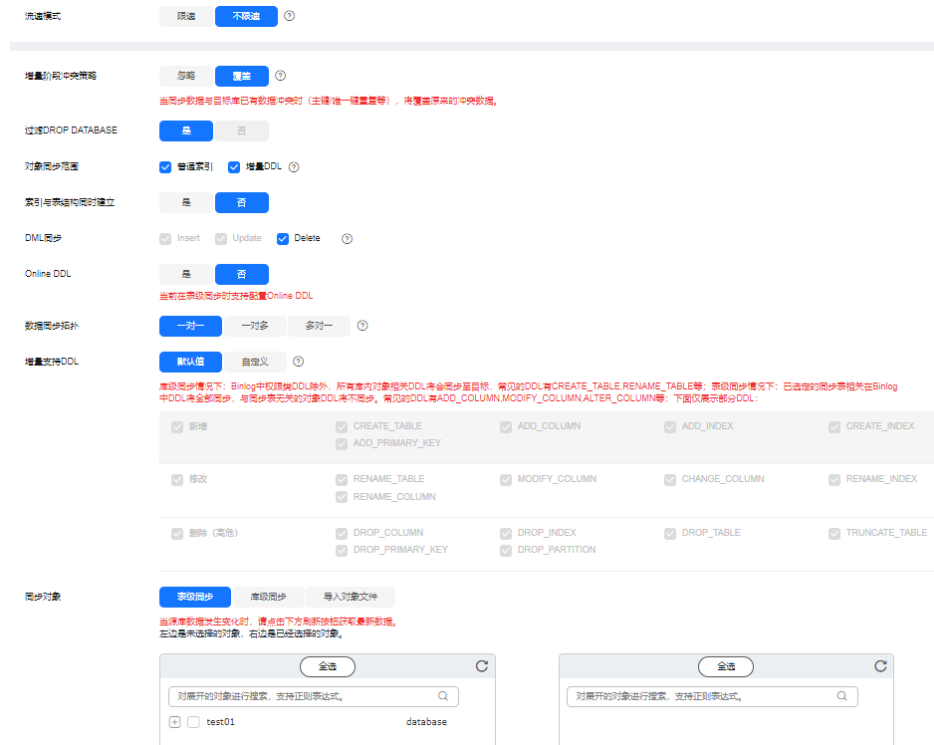 流速模式 限速 不限速
增量阶段冲突策略 忽略 覆盖
当同步数据与目标库已有数据冲突时（主键/唯一键重复等），将覆盖原来的冲突数据。
过滤DROP DATABASE 是 否
对象同步范围 普通索引 增量DDL
索引与表结构同时建立 是 否
DML同步 Insert Update Delete
Online DDL 是 否
当前在表级同步时支持配置Online DDL
数据同步拓扑 一对一 一对多 多对一
增量支持DDL 默认值 自定义
库级同步情况下：Binlog中权限类DDL除外，所有库内对象相关DDL将会同步至目标，常见的DDL有CREATE_TABLE,RENAME_TABLE等；表级同步情况下：已选定的同步表相关在Binlog
中DDL将全部同步，与同步表无关的对象DDL将不同步。常见的DDL有ADD_COLUMN,MODIFY_COLUMN,ALTER_COLUMN等；下面仅展示部分DDL：
新增 CREATE_TABLE ADD_COLUMN ADD_INDEX CREATE_INDEX
ADD_PRIMARY_KEY
修改 RENAME_TABLE MODIFY_COLUMN CHANGE_COLUMN RENAME_INDEX
RENAME_COLUMN
删除（高危） DROP_COLUMN DROP_INDEX DROP_TABLE TRUNCATE_TABLE
DROP_PRIMARY_KEY DROP_PARTITION
同步对象 表级同步 库级同步 导入对象文件
当源库数据发生变化时，请点击下方刷新按钮获取最新数据。
左边是未选择的对象，右边是已经选择的对象。
全选 全选
对展开的对象进行搜索，支持正则表达式。 对展开的对象进行搜索，支持正则表达式。
test01 database